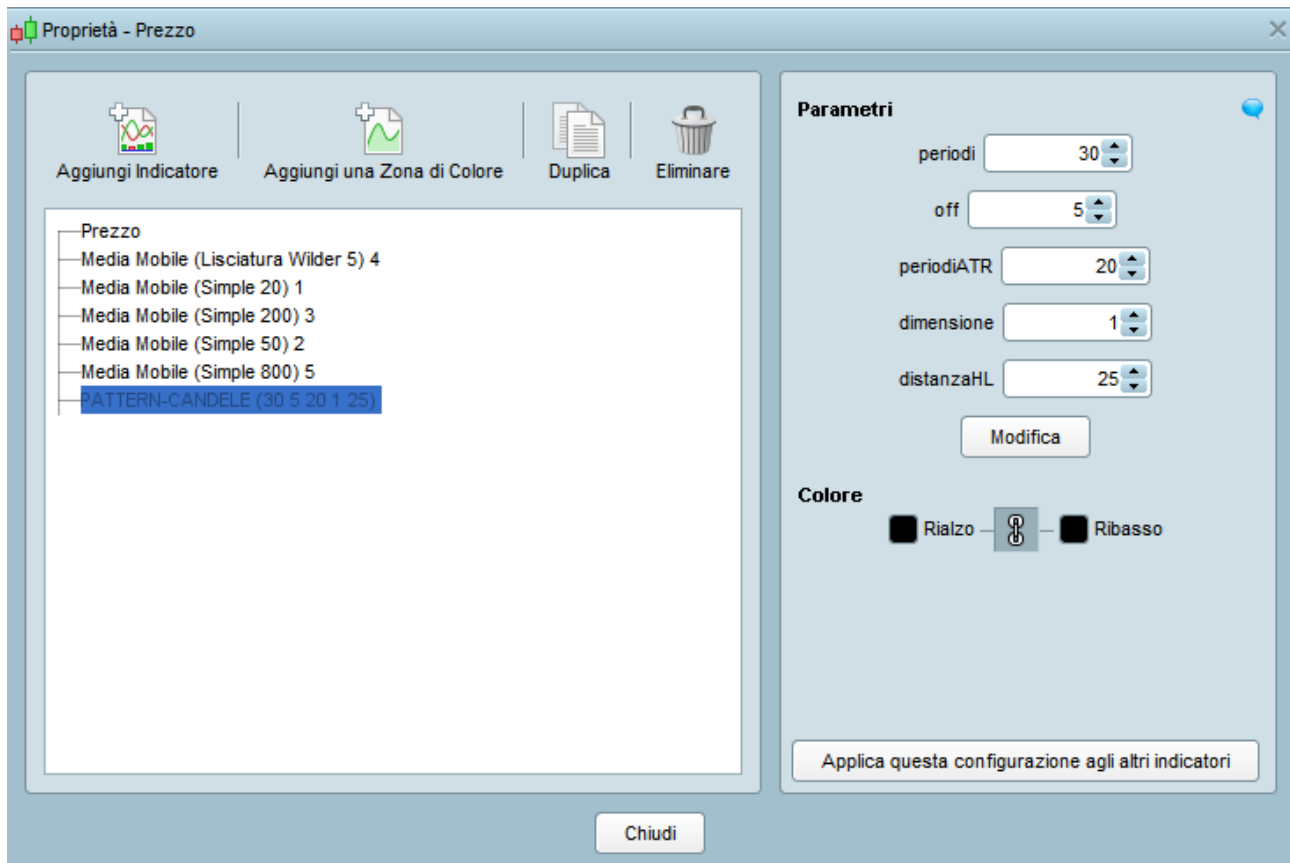 Proprietà - Prezzo
Aggiungi Indicatore
Aggiungi una Zona di Colore
Duplica
Eliminare
Prezzo
Media Mobile (Lisciatura Wilder 5) 4
Media Mobile (Simple 20) 1
Media Mobile (Simple 200) 3
Media Mobile (Simple 50) 2
Media Mobile (Simple 800) 5
PATTERN-CANDELE (30 5 20 1 25)
Parametri
periodi 30
off 5
periodiATR 20
dimensione 1
distanzaHL 25
Modifica
Colore
Rialzo Ribasso
Applica questa configurazione agli altri indicatori
Chiudi